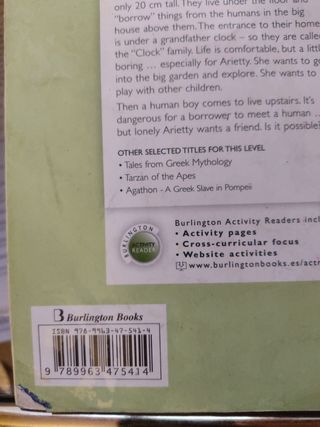 only 20 cm tall. They live under the floor and
"borrow" things from the humans in the big
house above them. The entrance to their home
is under a grandfather clock – so they are called
the "Clock" family. Life is comfortable, but a little
boring ... especially for Arietty. She wants to go
into the big garden and explore. She wants to
play with other children.
Then a human boy comes to live upstairs. It's
dangerous for a borrower to meet a human ...
but lonely Arietty wants a friend. Is it possible?
OTHER SELECTED TITLES FOR THIS LEVEL
• Tales from Greek Mythology
• Tarzan of the Apes
• Agathon - A Greek Slave in Pompeii
BURLINGTON
ACTIVITY
READER
Burlington Activity Readers incl
• Activity pages
• Cross-curricular focus
• Website activities
www.burlingtonbooks.es/act
Burlington Books
ISBN 978-9963-47-541-4
9 789963 475414